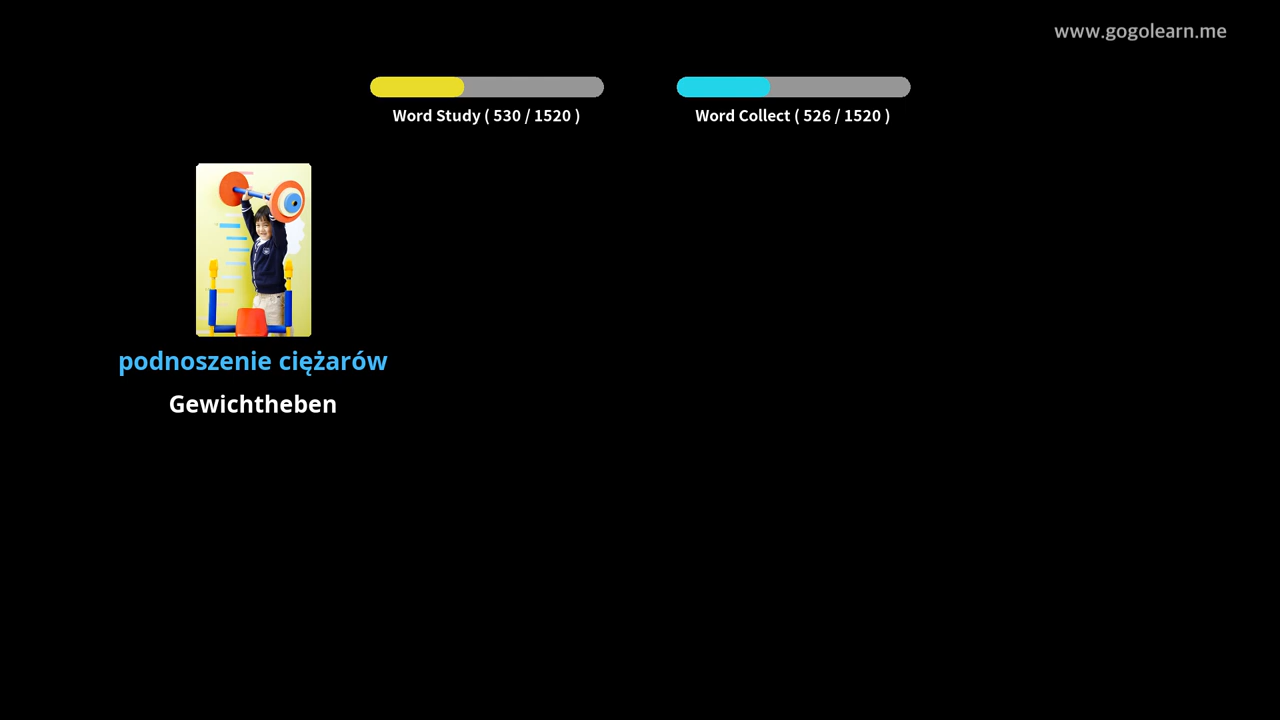 www.gogolearn.me
Word Study ( 530 / 1520 )
Word Collect ( 526 / 1520 )
podnoszenie ciężarów
Gewichtheben